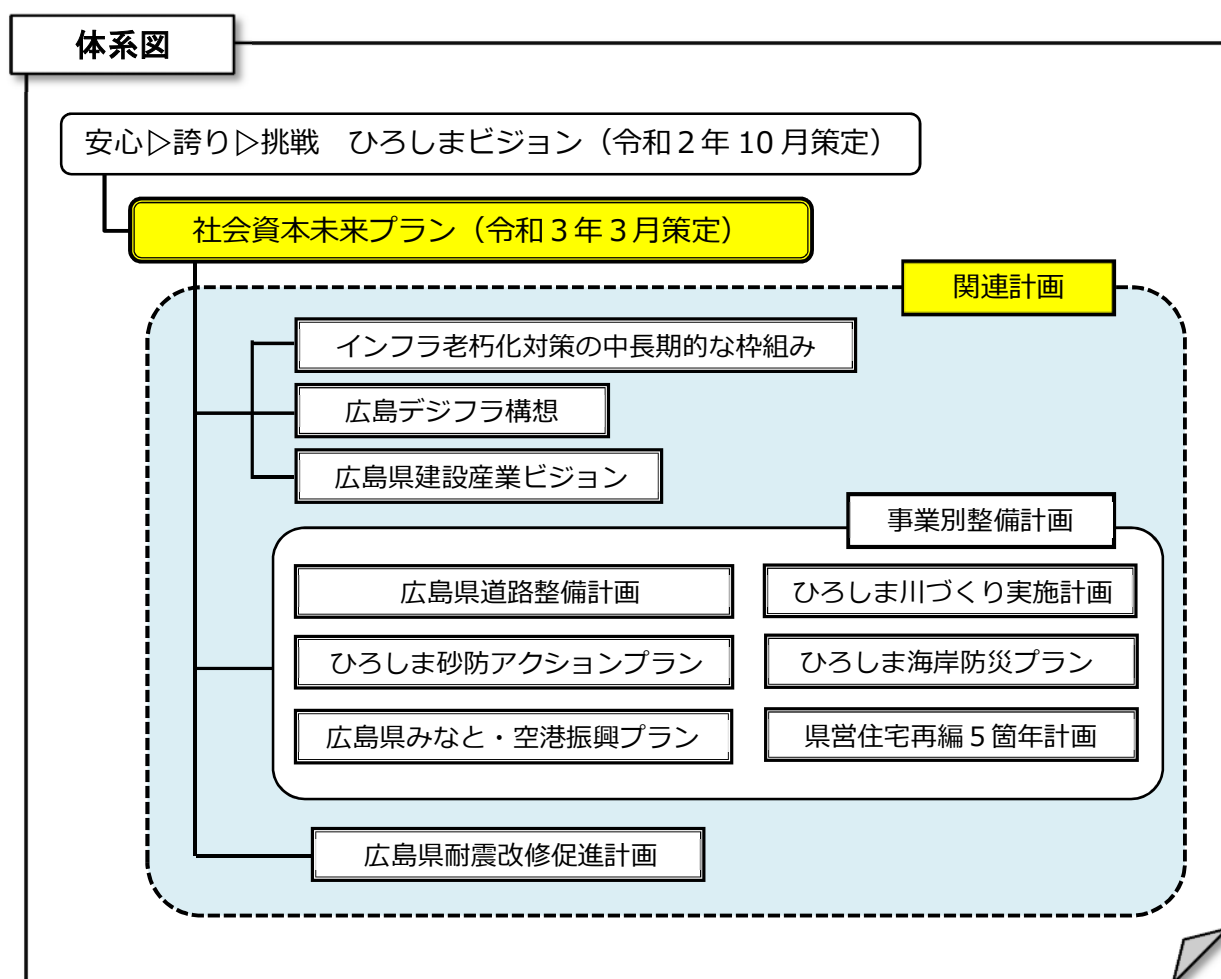 体系図
安心▷誇り▷挑戦　ひろしまビジョン（令和２年 10 月策定）
社会資本未来プラン（令和３年３月策定）
関連計画
インフラ老朽化対策の中長期的な枠組み
広島デジフラ構想
広島県建設産業ビジョン
事業別整備計画
広島県道路整備計画
ひろしま川づくり実施計画
ひろしま砂防アクションプラン
ひろしま海岸防災プラン
広島県みなと・空港振興プラン
県営住宅再編５箇年計画
広島県耐震改修促進計画